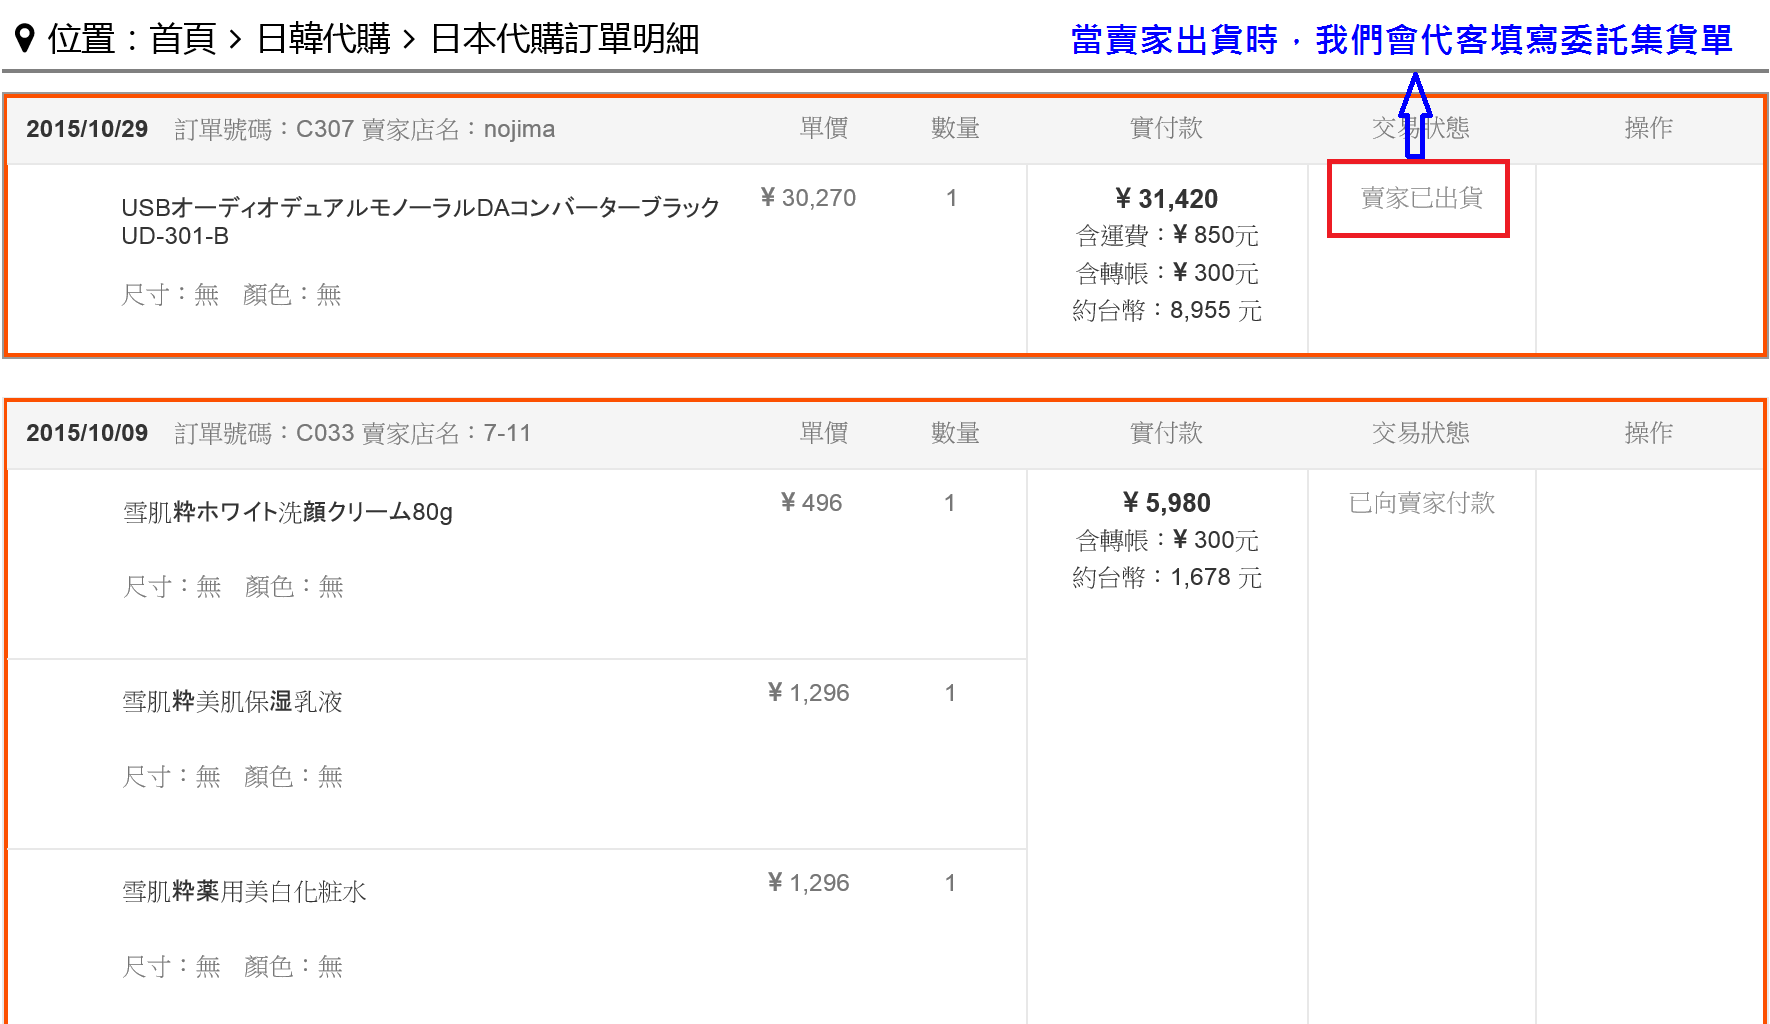 位置：首頁 > 日韓代購 > 日本代購訂單明細
當賣家出貨時，我們會代客填寫委託集貨單
2015/10/29 訂單號碼：C307 賣家店名：nojima 單價 數量 實付款 交易狀態 操作
USBオーディオデュアルモノーラルDAコンバーターブラック
UD-301-B
尺寸：無 顏色：無
¥ 30,270
1
¥ 31,420
含運費：¥ 850元
含轉帳：¥ 300元
約台幣：8,955 元
賣家已出貨
2015/10/09 訂單號碼：C033 賣家店名：7-11 單價 數量 實付款 交易狀態 操作
雪肌粋ホワイト洗顔クリーム80g
尺寸：無 顏色：無
¥ 496
1
¥ 5,980
含轉帳：¥ 300元
約台幣：1,678 元
已向賣家付款
雪肌粋美肌保湿乳液
尺寸：無 顏色：無
¥ 1,296
1
雪肌粋薬用美白化粧水
尺寸：無 顏色：無
¥ 1,296
1